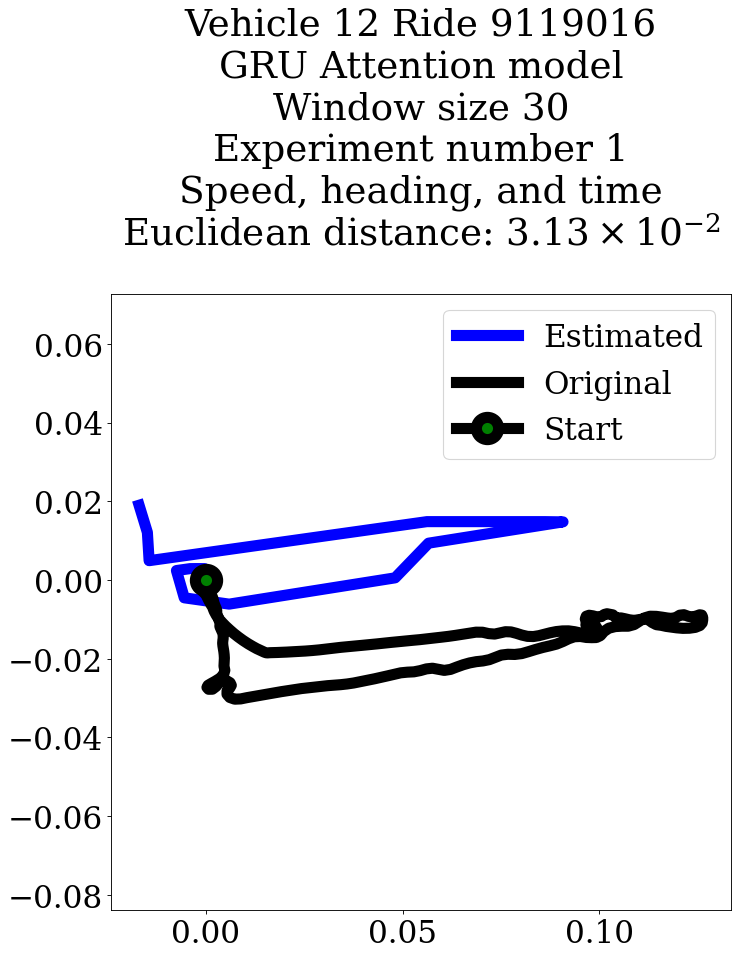 Vehicle 12 Ride 9119016
GRU Attention model
Window size 30
Experiment number 1
Speed, heading, and time
Euclidean distance: 3.13 × 10⁻²
Estimated
Original
Start
0.06
0.04
0.02
0.00
−0.02
−0.04
−0.06
−0.08
0.00 0.05 0.10